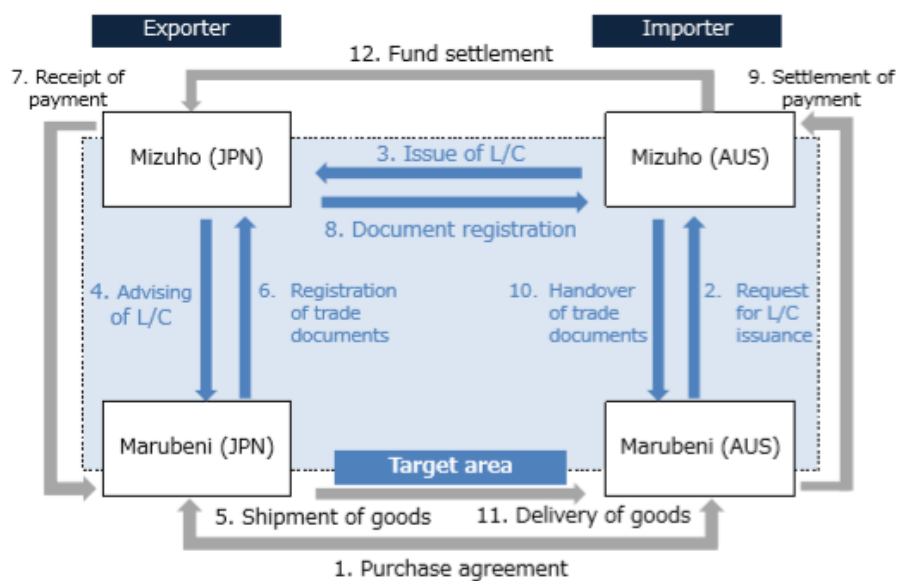 Exporter
Importer
12. Fund settlement
7. Receipt of
payment
9. Settlement of
payment
Mizuho (JPN)
Mizuho (AUS)
3. Issue of L/C
8. Document registration
4. Advising
of L/C
6. Registration
of trade
documents
10. Handover
of trade
documents
2. Request
for L/C
issuance
Marubeni (JPN)
Marubeni (AUS)
Target area
5. Shipment of goods
11. Delivery of goods
1. Purchase agreement